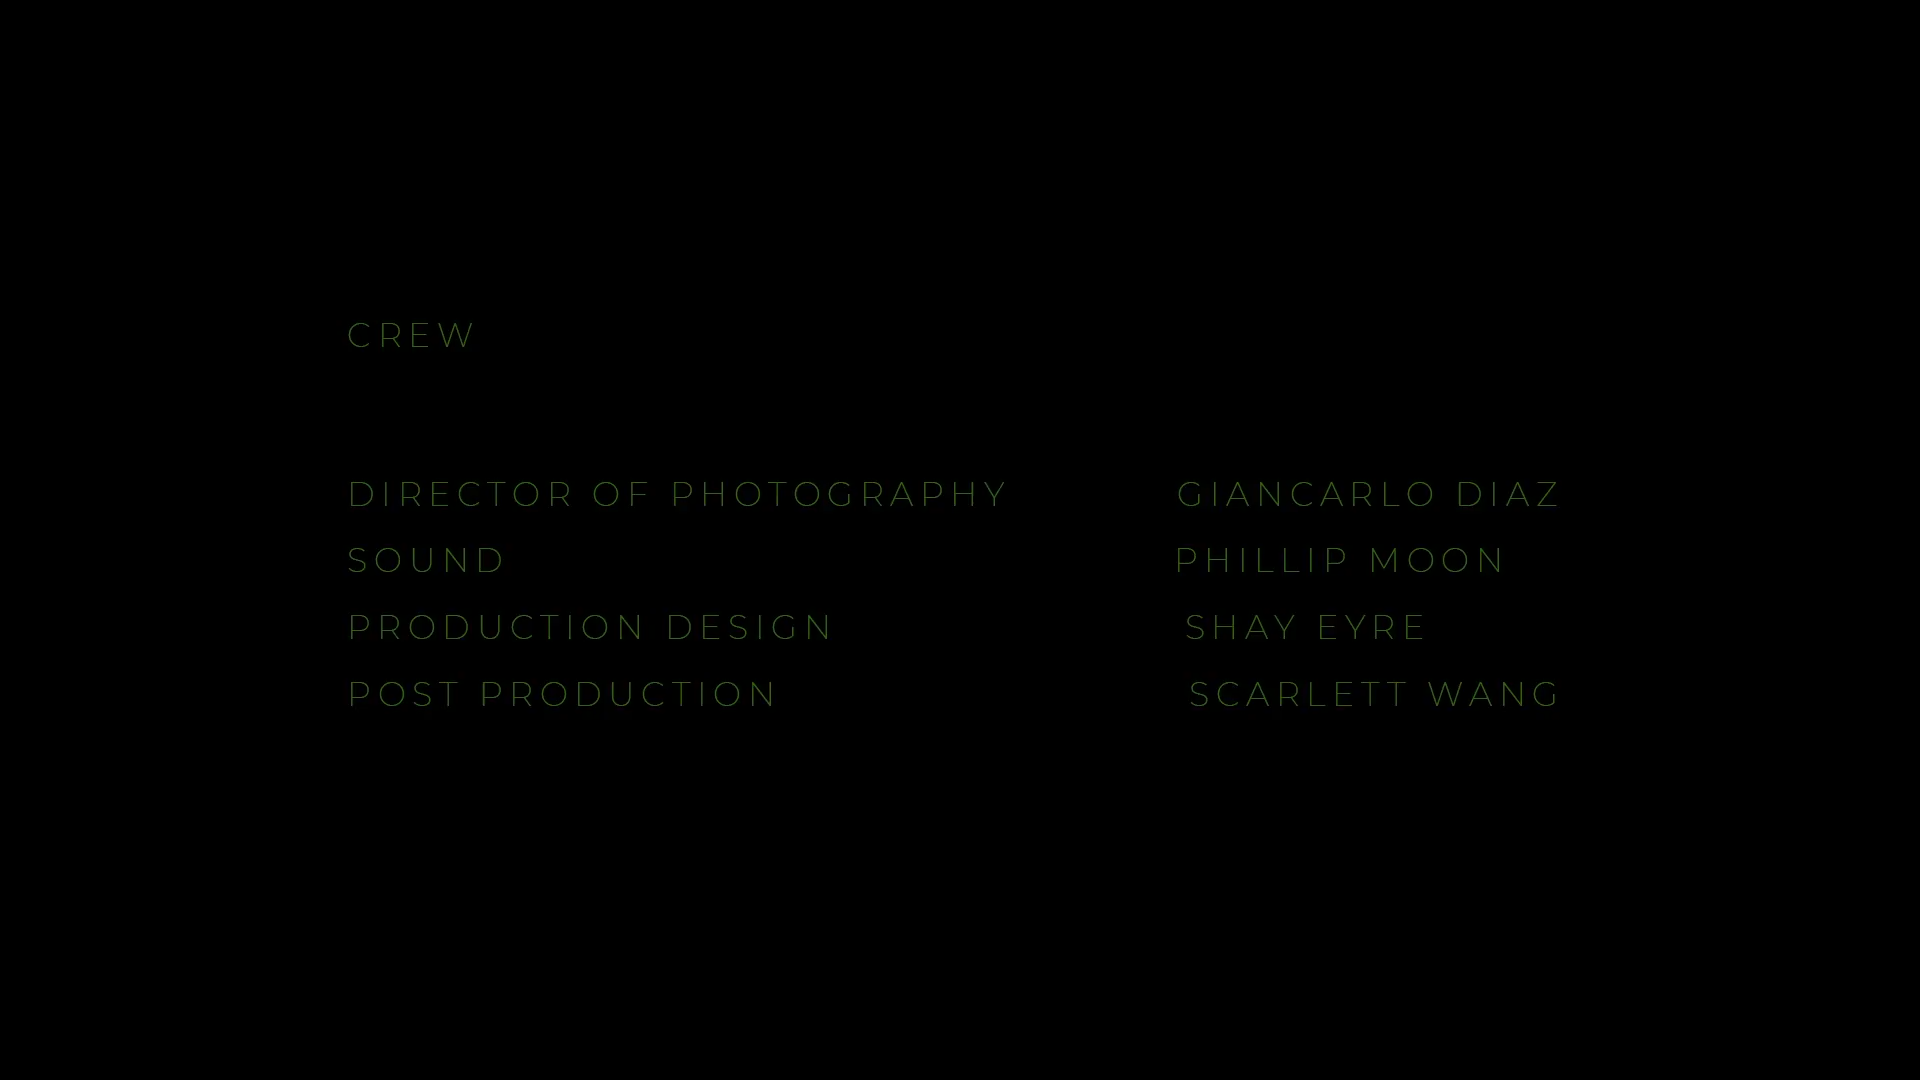 CREW
DIRECTOR OF PHOTOGRAPHY GIANCARLO DIAZ
SOUND PHILLIP MOON
PRODUCTION DESIGN SHAY EYRE
POST PRODUCTION SCARLETT WANG